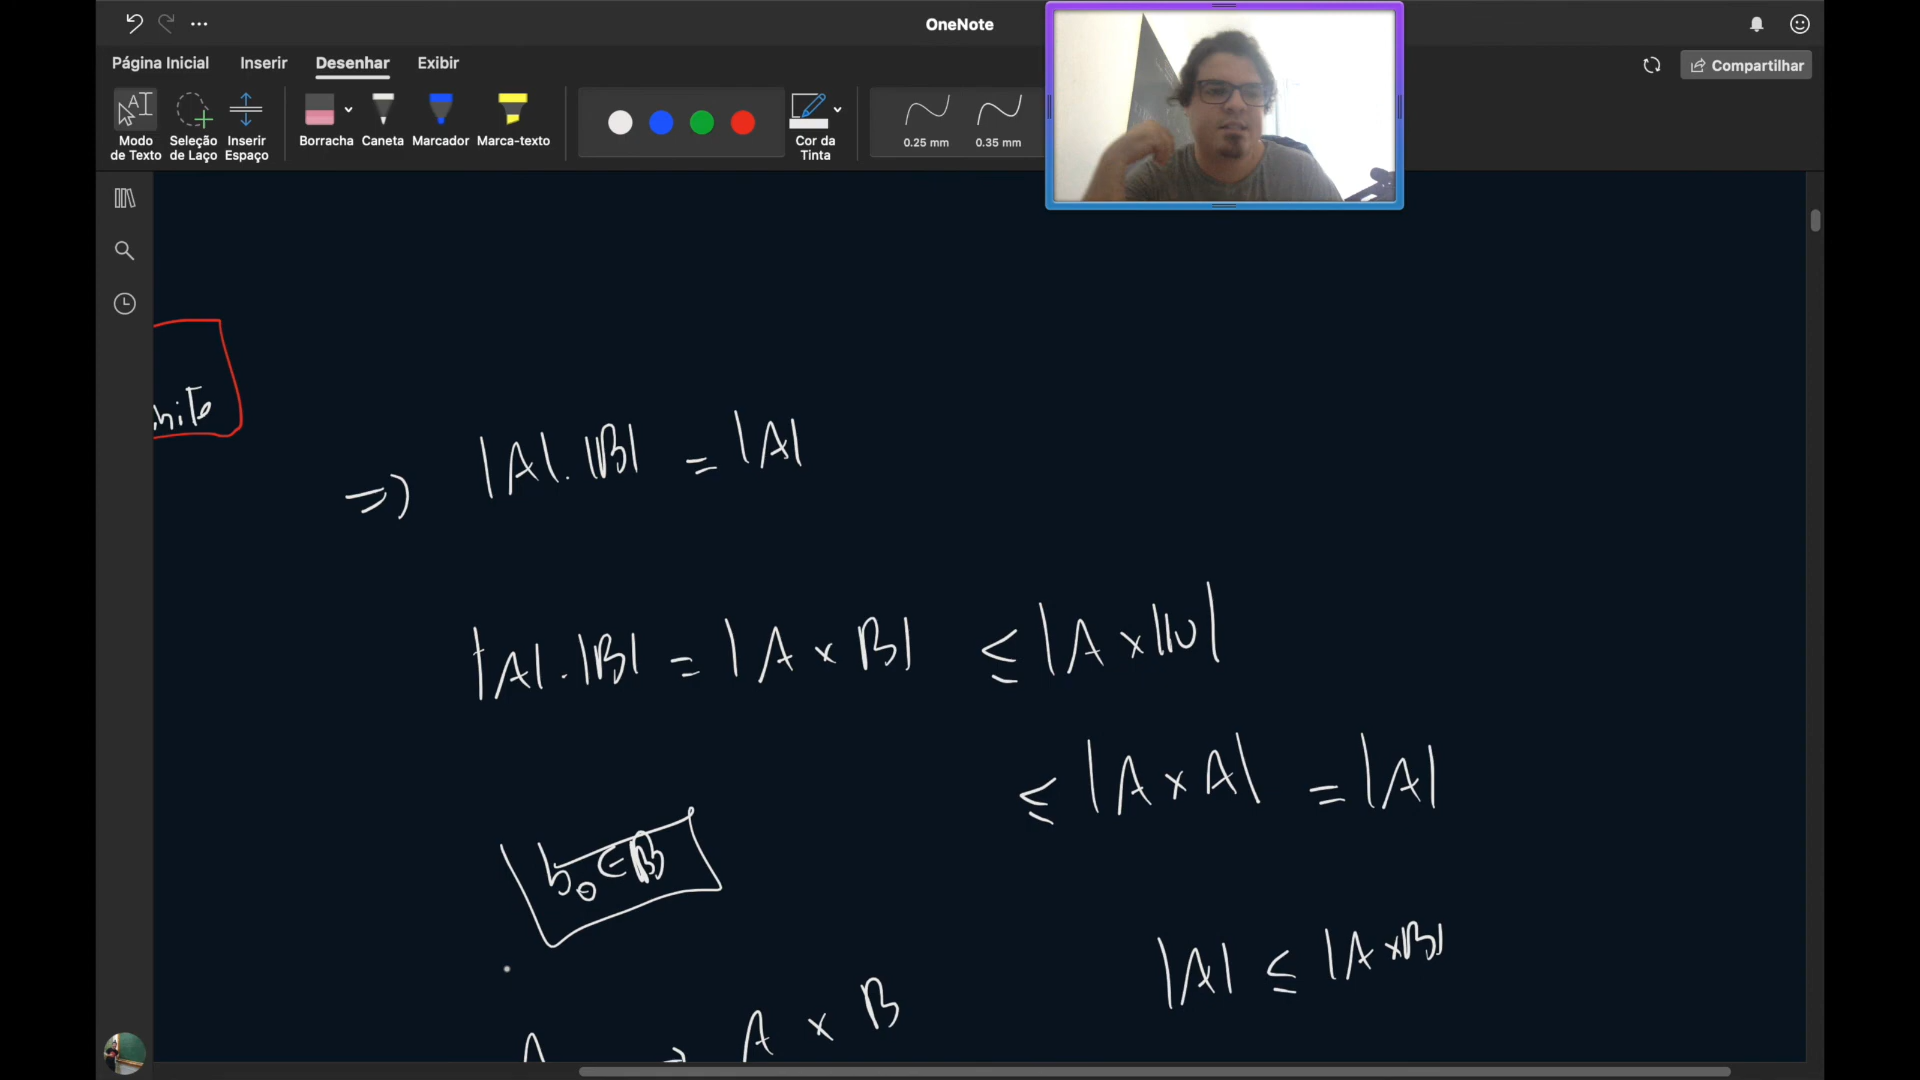 OneNote
Página Inicial Inserir Desenhar Exibir
Compartilhar
Modo de Texto
Seleção de Laço
Inserir Espaço
Borracha
Caneta
Marcador
Marca-texto
Cor da Tinta
0.25 mm
0.35 mm
⇒ |A|.|B| = |A|
|A|.|B| = |A × B| ≤ |A × ℕ|
≤ |A × A| = |A|
b₀ ∈ B
|A| ≤ |A × B|
A → A × B